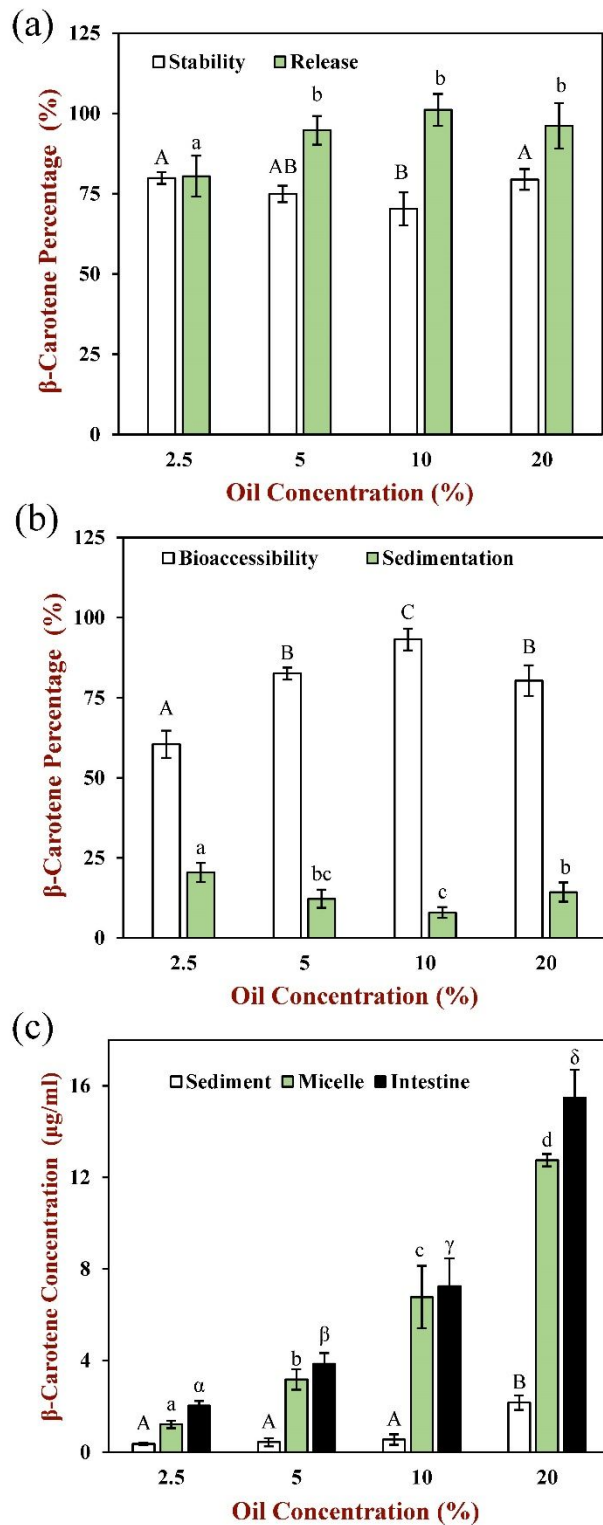 (a)
β-Carotene Percentage (%)
125
100
75
50
25
0
Stability Release
A a AB b B b A b
2.5 5 10 20
Oil Concentration (%)
(b)
β-Carotene Percentage (%)
125
100
75
50
25
0
Bioaccessibility Sedimentation
A a B bc C c B b
2.5 5 10 20
Oil Concentration (%)
(c)
β-Carotene Concentration (µg/ml)
16
12
8
4
0
Sediment Micelle Intestine
A a α A b β A c γ B d δ
2.5 5 10 20
Oil Concentration (%)